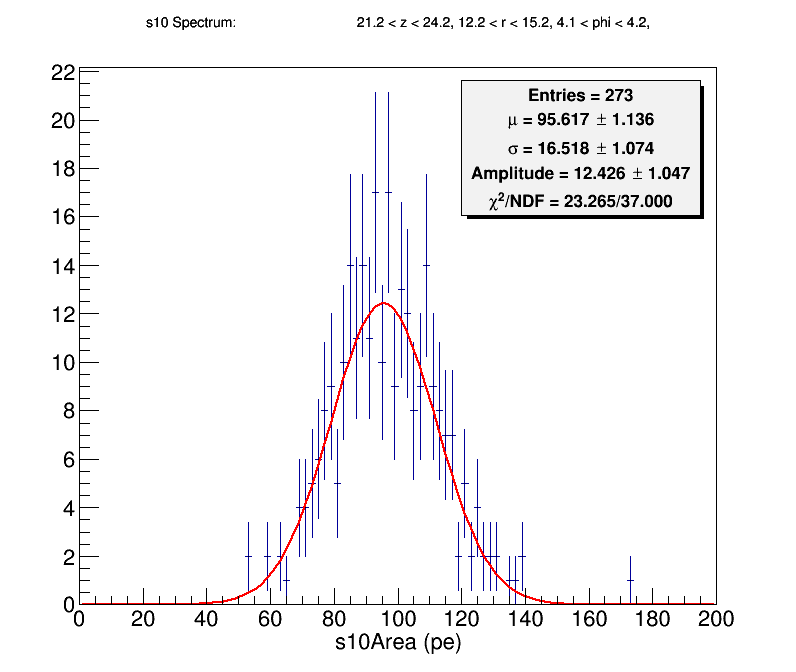 s10 Spectrum: 21.2 < z < 24.2, 12.2 < r < 15.2, 4.1 < phi < 4.2,
Entries = 273
μ = 95.617 ± 1.136
σ = 16.518 ± 1.074
Amplitude = 12.426 ± 1.047
χ²/NDF = 23.265/37.000
22
20
18
16
14
12
10
8
6
4
2
0
0 20 40 60 80 100 120 140 160 180 200
s10Area (pe)